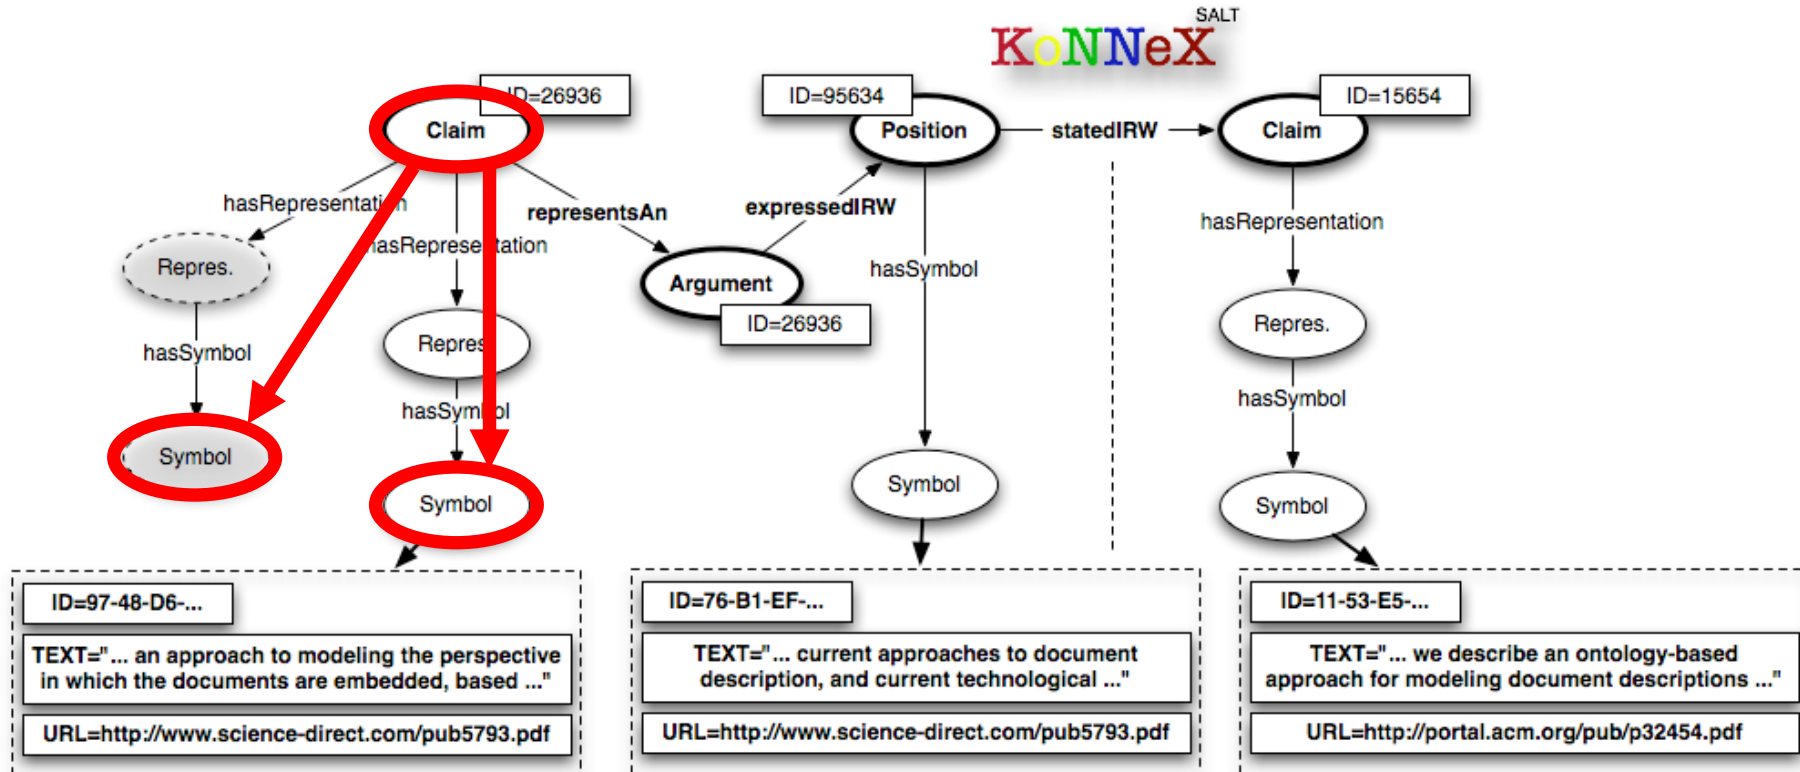 SALT
KoNNeX
ID=26936
Claim
ID=95634
Position
statedIRW
ID=15654
Claim
hasRepresentation
hasRepresentation
representsAn
expressedIRW
hasRepresentation
Repres.
Argument
ID=26936
hasSymbol
Repres.
hasSymbol
Repres.
hasSymbol
hasSymbol
Symbol
Symbol
Symbol
Symbol
ID=97-48-D6-...
TEXT="... an approach to modeling the perspective
in which the documents are embedded, based ..."
URL=http://www.science-direct.com/pub5793.pdf
ID=76-B1-EF-...
TEXT="... current approaches to document
description, and current technological ..."
URL=http://www.science-direct.com/pub5793.pdf
ID=11-53-E5-...
TEXT="... we describe an ontology-based
approach for modeling document descriptions ..."
URL=http://portal.acm.org/pub/p32454.pdf